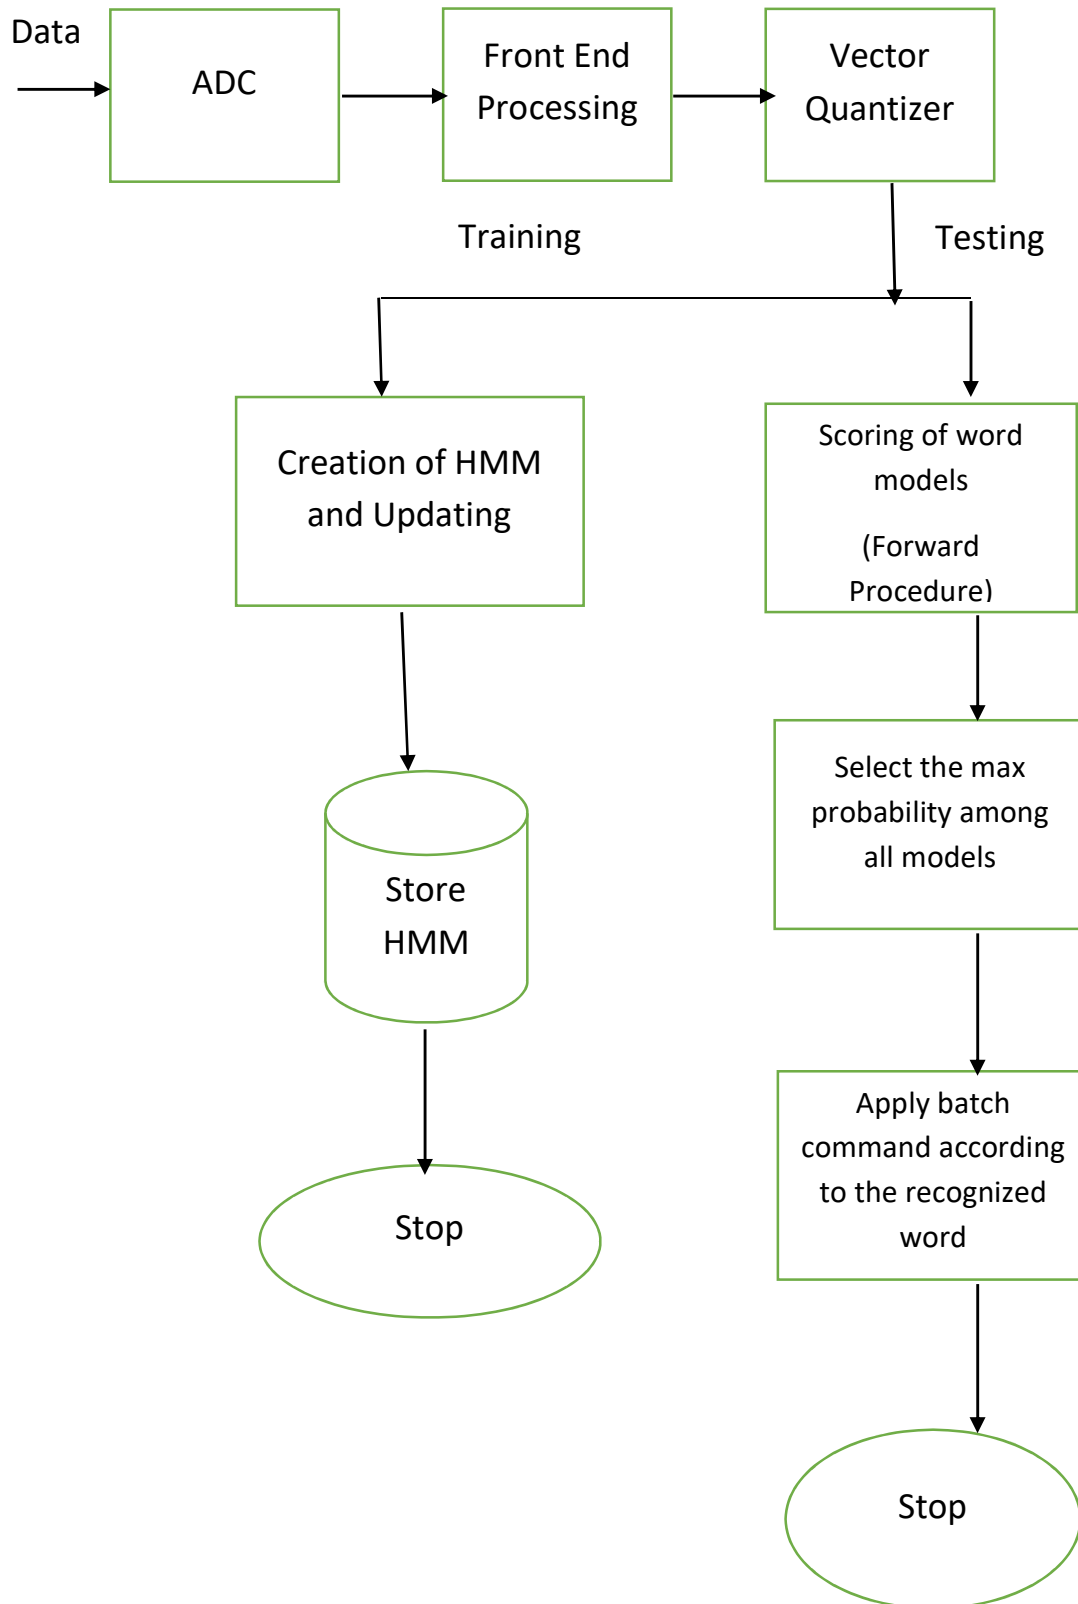 Data
ADC
Front End
Processing
Vector
Quantizer
Training
Testing
Creation of HMM
and Updating
Scoring of word
models
(Forward
Procedure)
Store
HMM
Select the max
probability among
all models
Stop
Apply batch
command according
to the recognized
word
Stop